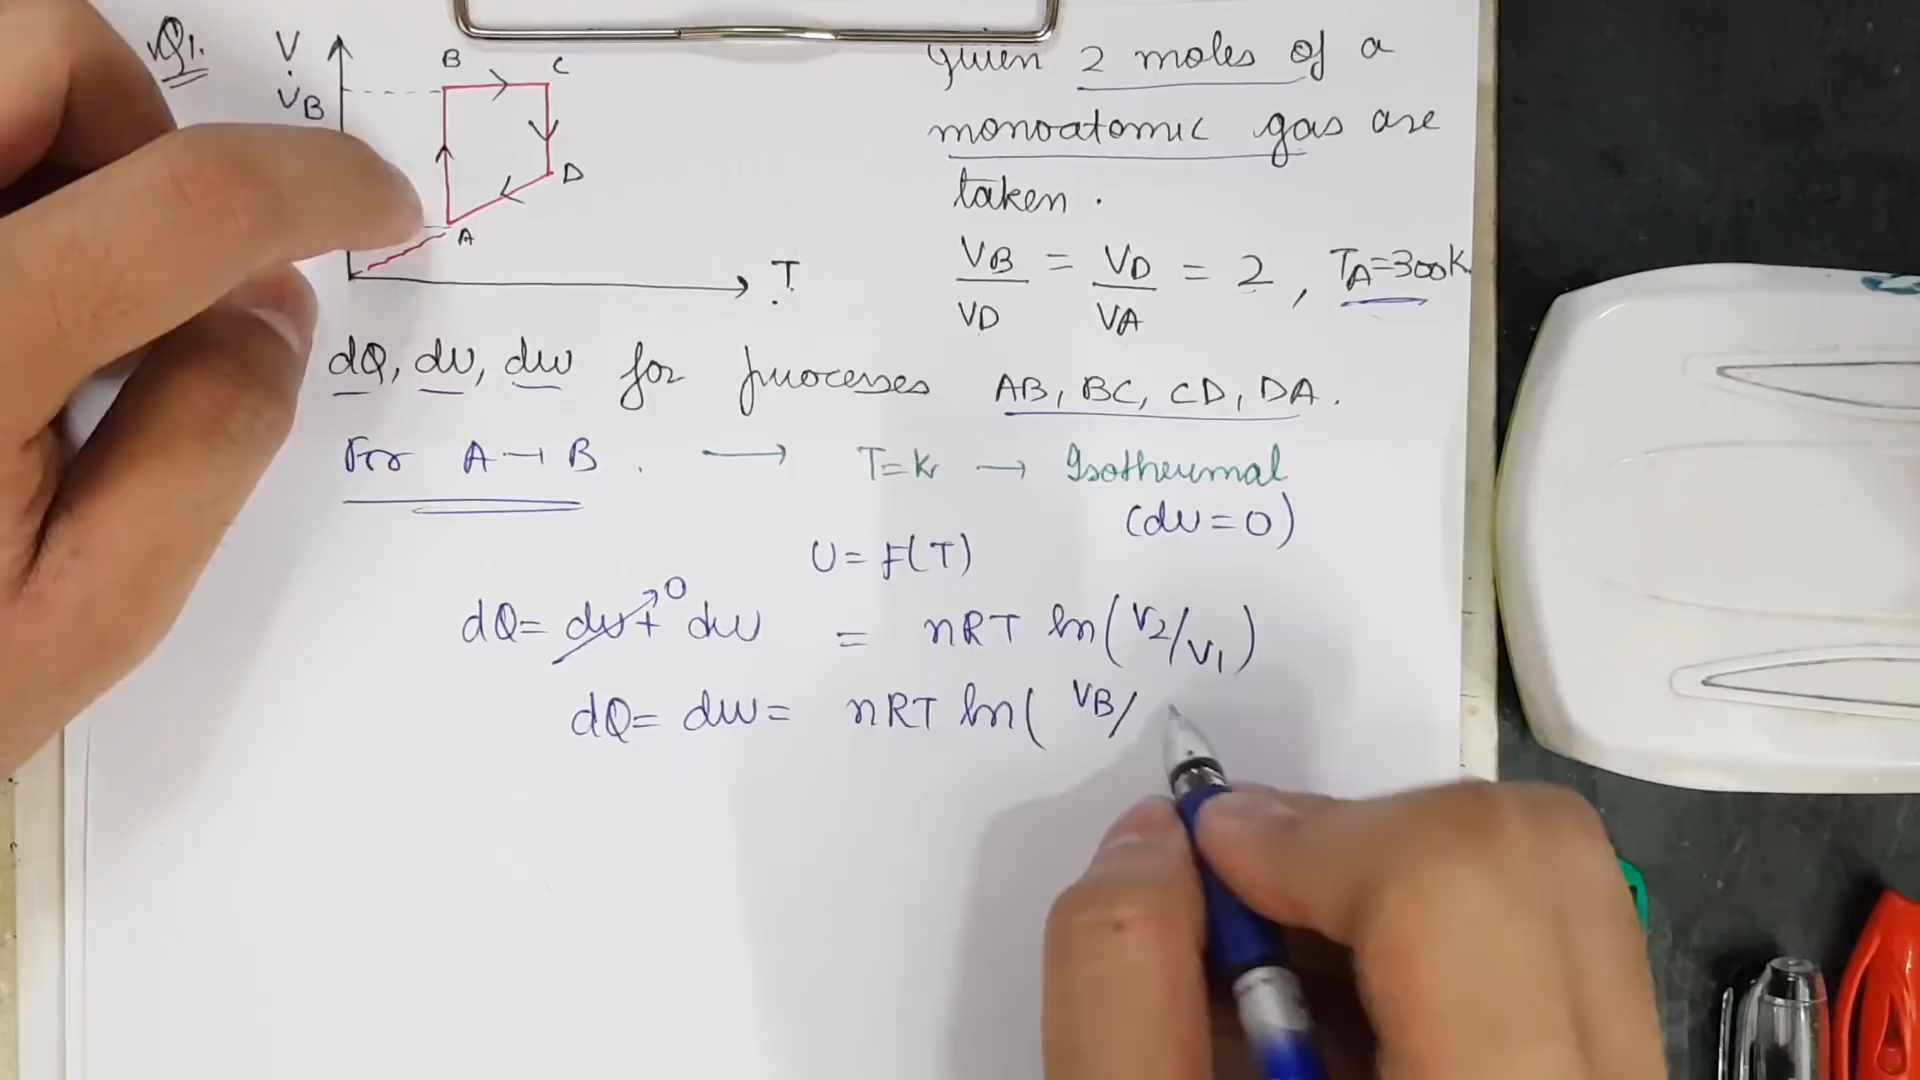 Q1.
V
VB
B
C
D
A
T
Given 2 moles of a
monoatomic gas are
taken.
VB/VD = VD/VA = 2, TA=300K
dQ, dU, dW for processes AB, BC, CD, DA.
For A→B. → T=K → Isothermal
(dU=0)
U=F(T)
dQ= dU+ 0 dW = nRT ln(V2/V1)
dQ= dW= nRT ln( VB/